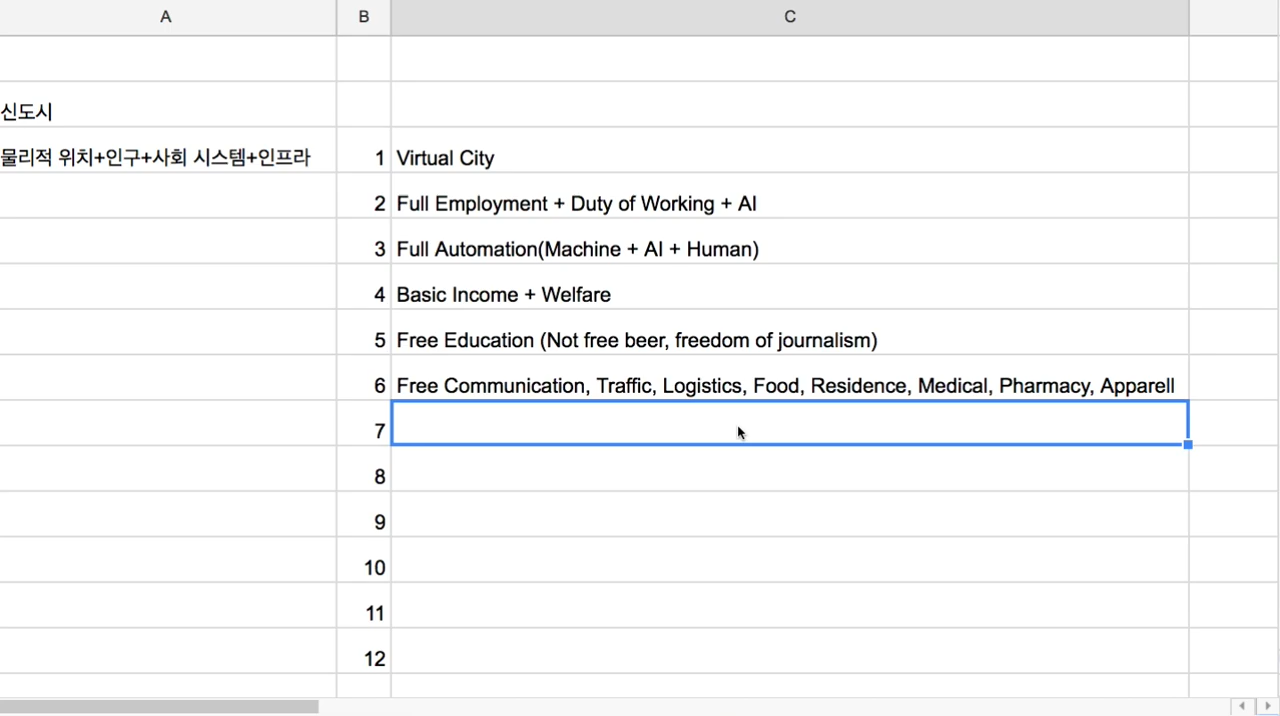 A B C
신도시
물리적 위치+인구+사회 시스템+인프라 1 Virtual City
2 Full Employment + Duty of Working + AI
3 Full Automation(Machine + AI + Human)
4 Basic Income + Welfare
5 Free Education (Not free beer, freedom of journalism)
6 Free Communication, Traffic, Logistics, Food, Residence, Medical, Pharmacy, Apparell
7
8
9
10
11
12